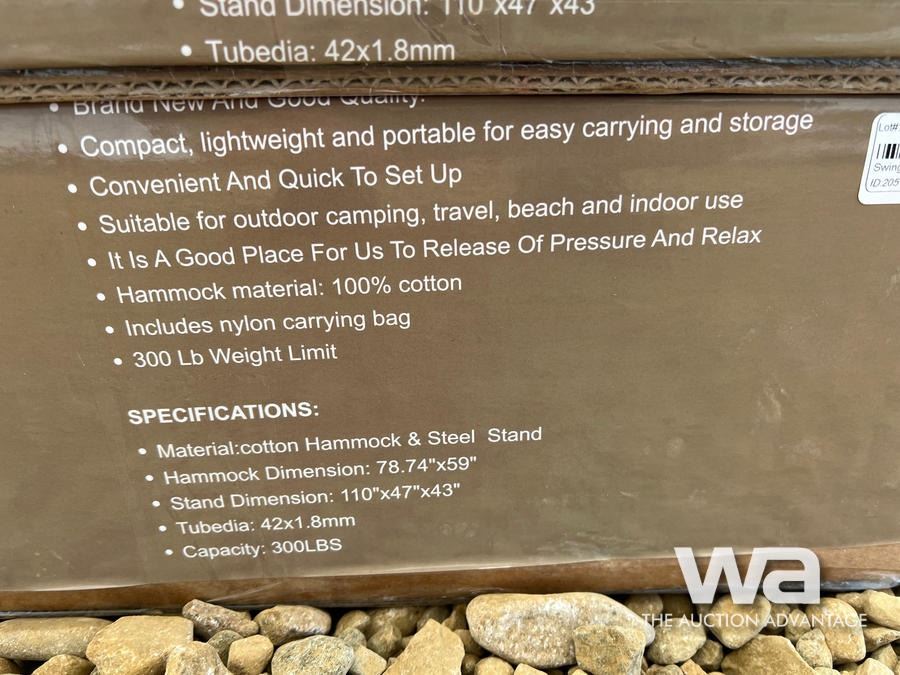 • Stand Dimension: 110"x47"x43"
• Tubedia: 42x1.8mm
• Brand New And Good Quality.
• Compact, lightweight and portable for easy carrying and storage
• Convenient And Quick To Set Up
• Suitable for outdoor camping, travel, beach and indoor use
• It Is A Good Place For Us To Release Of Pressure And Relax
• Hammock material: 100% cotton
• Includes nylon carrying bag
• 300 Lb Weight Limit
SPECIFICATIONS:
• Material:cotton Hammock & Steel Stand
• Hammock Dimension: 78.74"x59"
• Stand Dimension: 110"x47"x43"
• Tubedia: 42x1.8mm
• Capacity: 300LBS
Lot#
Swing
ID:205
wa
THE AUCTION ADVANTAGE